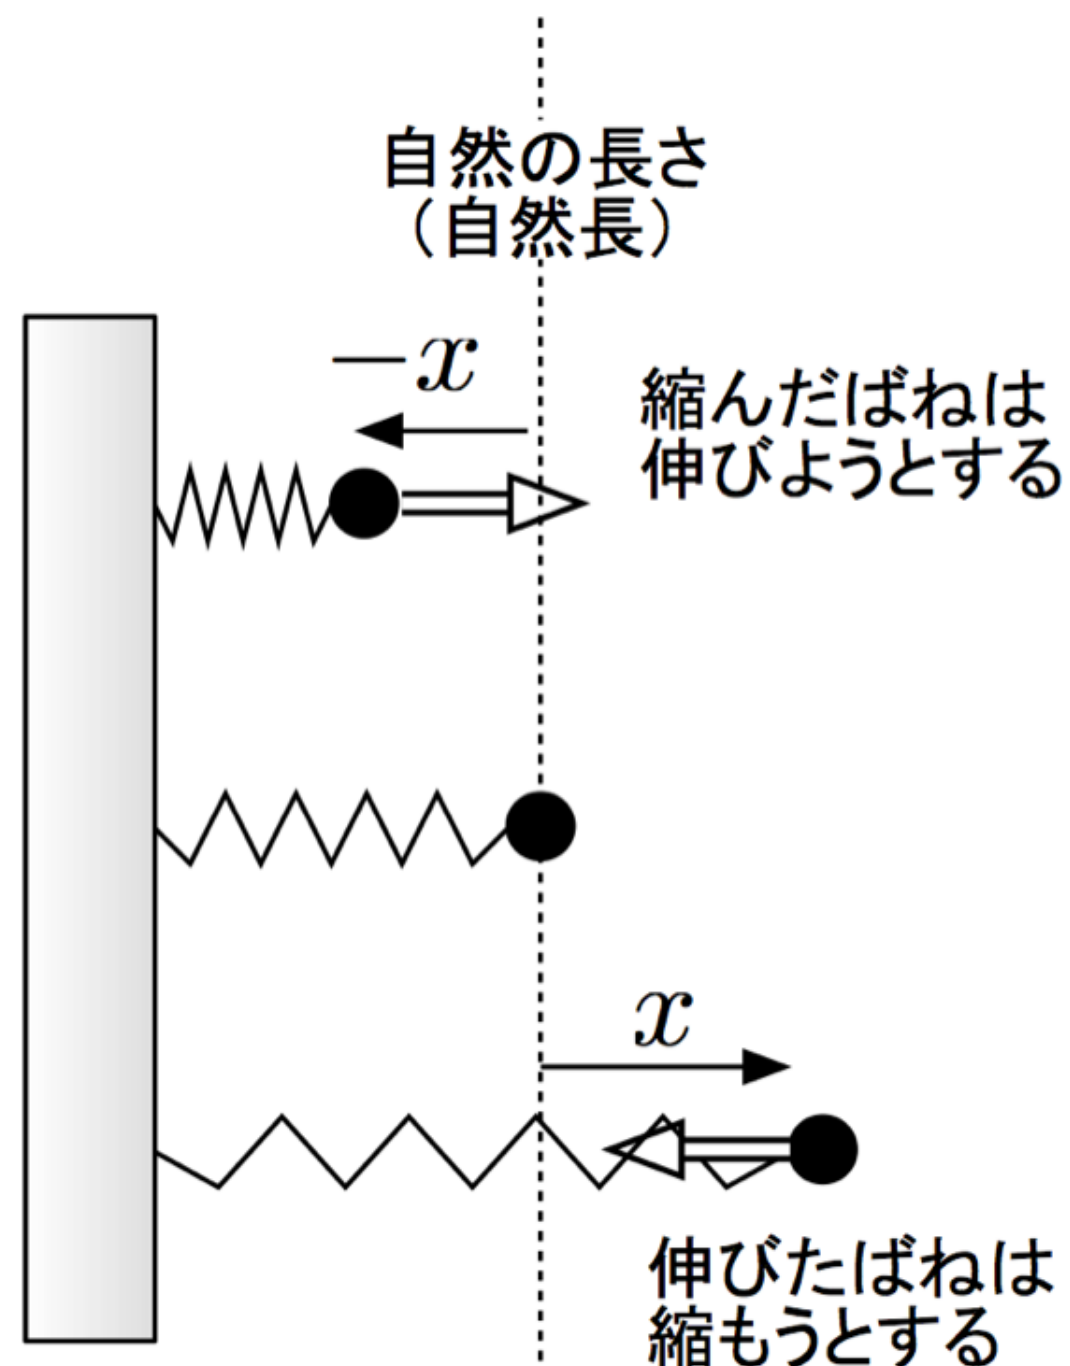 自然の長さ
（自然長）
−x
縮んだばねは
伸びようとする
x
伸びたばねは
縮もうとする